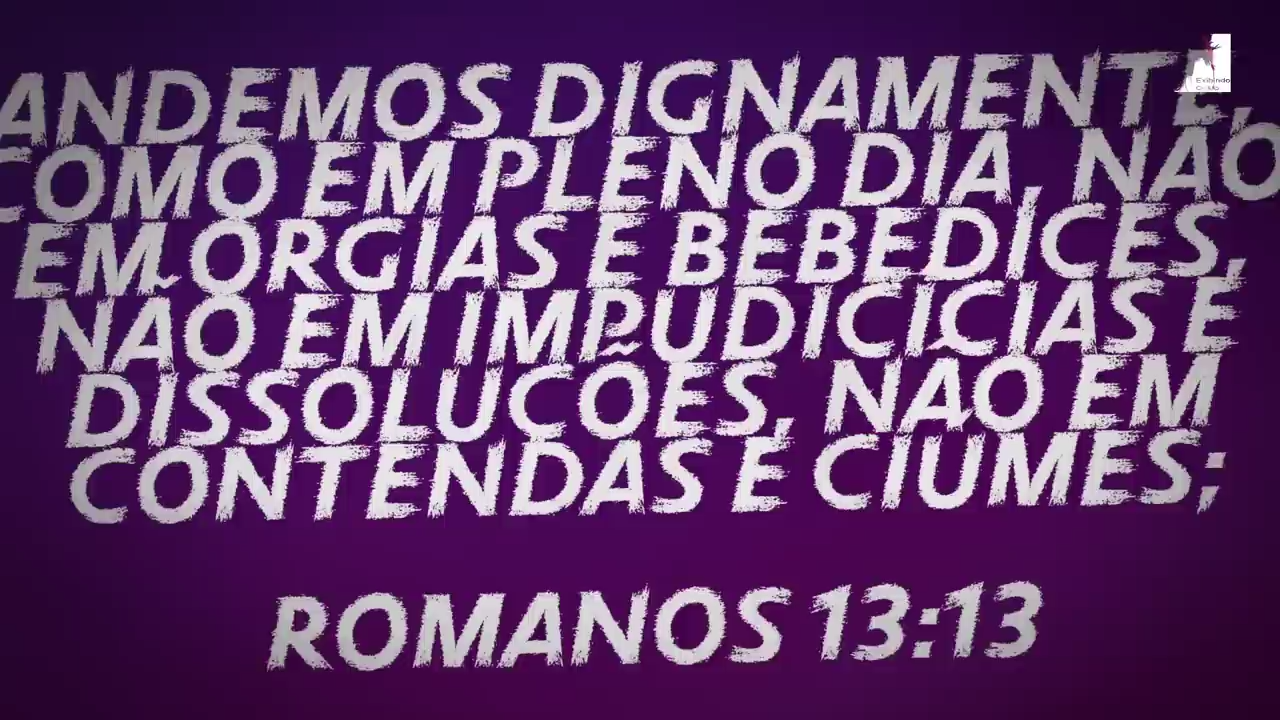 ANDEMOS DIGNAMENTE,
COMO EM PLENO DIA, NÃO
EM ORGIAS E BEBEDICES,
NÃO EM IMPUDICÍCIAS E
DISSOLUÇÕES, NÃO EM
CONTENDAS E CIÚMES;
ROMANOS 13:13
Exibindo